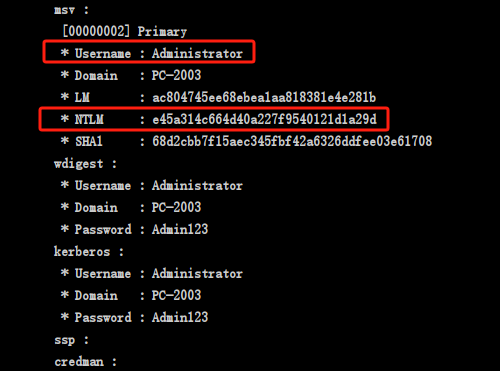 msv :
[00000002] Primary
* Username : Administrator
* Domain : PC-2003
* LM : ac804745ee68ebea1aa818381e4e281b
* NTLM : e45a314c664d40a227f9540121d1a29d
* SHA1 : 68d2cbb7f15aec345fbf42a6326ddfee03e61708
wdigest :
* Username : Administrator
* Domain : PC-2003
* Password : Admin123
kerberos :
* Username : Administrator
* Domain : PC-2003
* Password : Admin123
ssp :
credman :